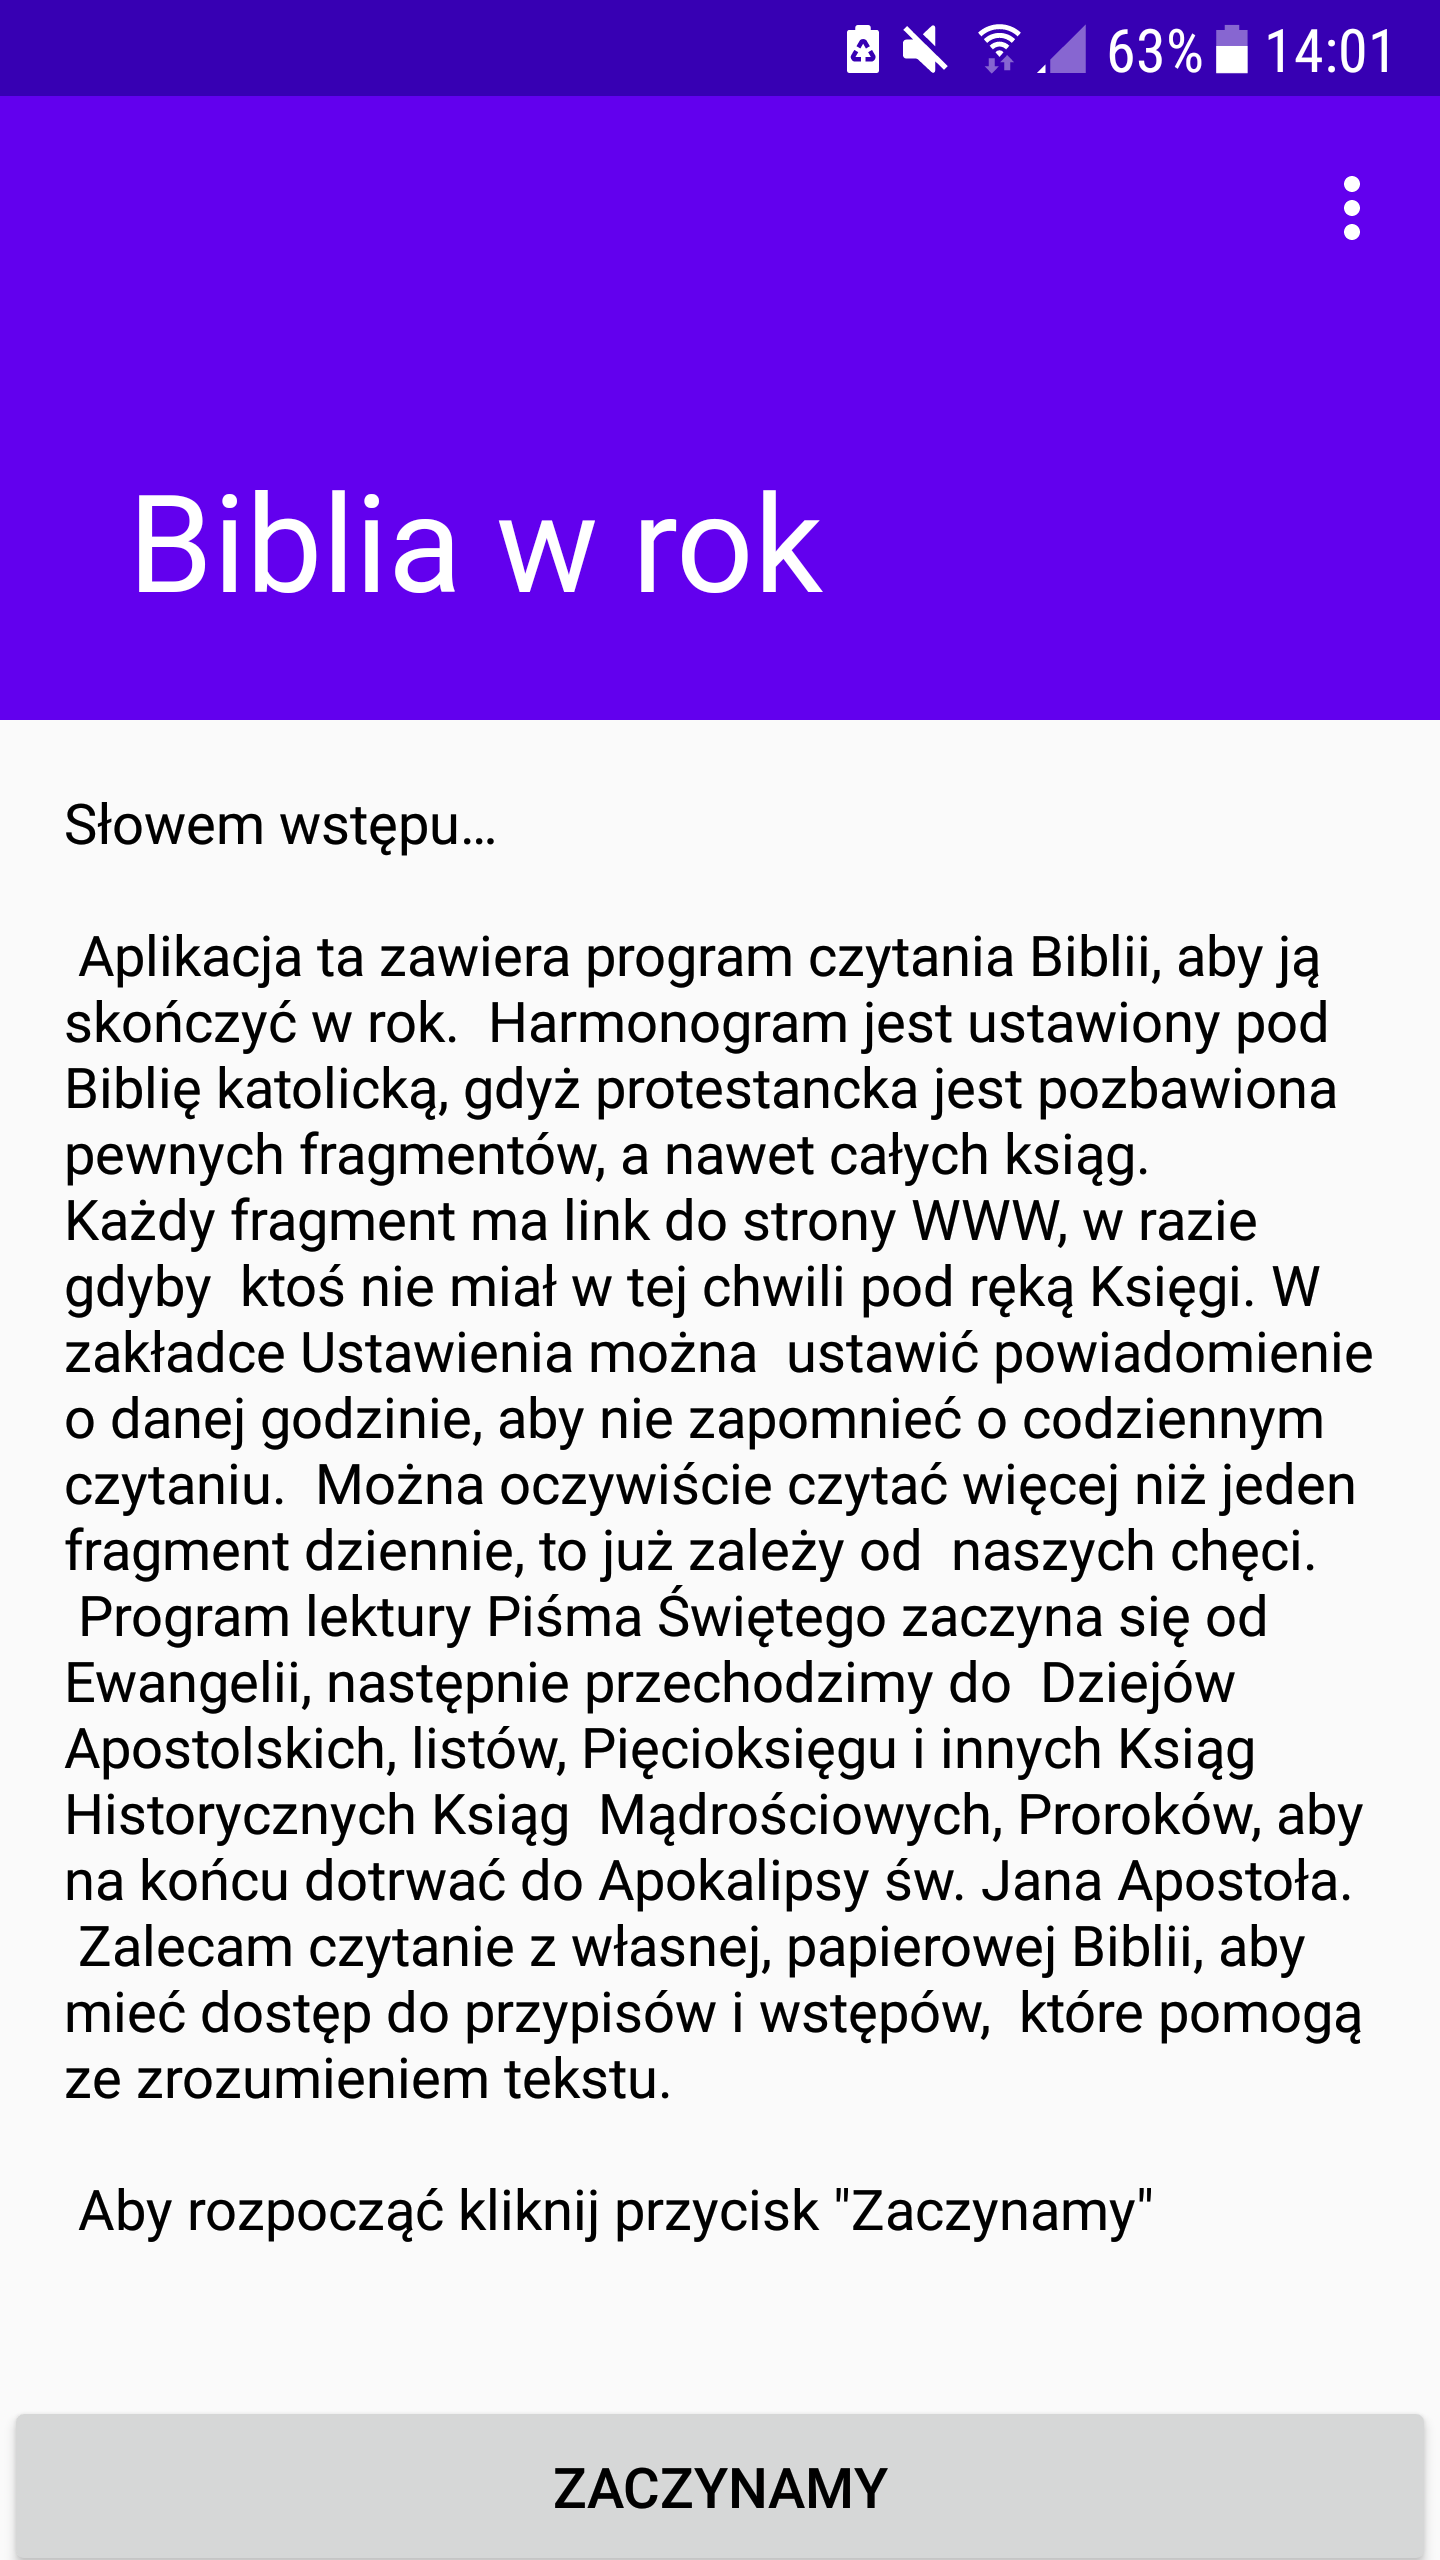 63% 14:01
Biblia w rok
Słowem wstępu...
Aplikacja ta zawiera program czytania Biblii, aby ją
skończyć w rok.  Harmonogram jest ustawiony pod
Biblię katolicką, gdyż protestancka jest pozbawiona
pewnych fragmentów, a nawet całych ksiąg.
Każdy fragment ma link do strony WWW, w razie
gdyby  ktoś nie miał w tej chwili pod ręką Księgi. W
zakładce Ustawienia można  ustawić powiadomienie
o danej godzinie, aby nie zapomnieć o codziennym
czytaniu.  Można oczywiście czytać więcej niż jeden
fragment dziennie, to już zależy od  naszych chęci.
Program lektury Piśma Świętego zaczyna się od
Ewangelii, następnie przechodzimy do  Dziejów
Apostolskich, listów, Pięcioksięgu i innych Ksiąg
Historycznych Ksiąg  Mądrościowych, Proroków, aby
na końcu dotrwać do Apokalipsy św. Jana Apostoła.
Zalecam czytanie z własnej, papierowej Biblii, aby
mieć dostęp do przypisów i wstępów,  które pomogą
ze zrozumieniem tekstu.
Aby rozpocząć kliknij przycisk "Zaczynamy"
ZACZYNAMY